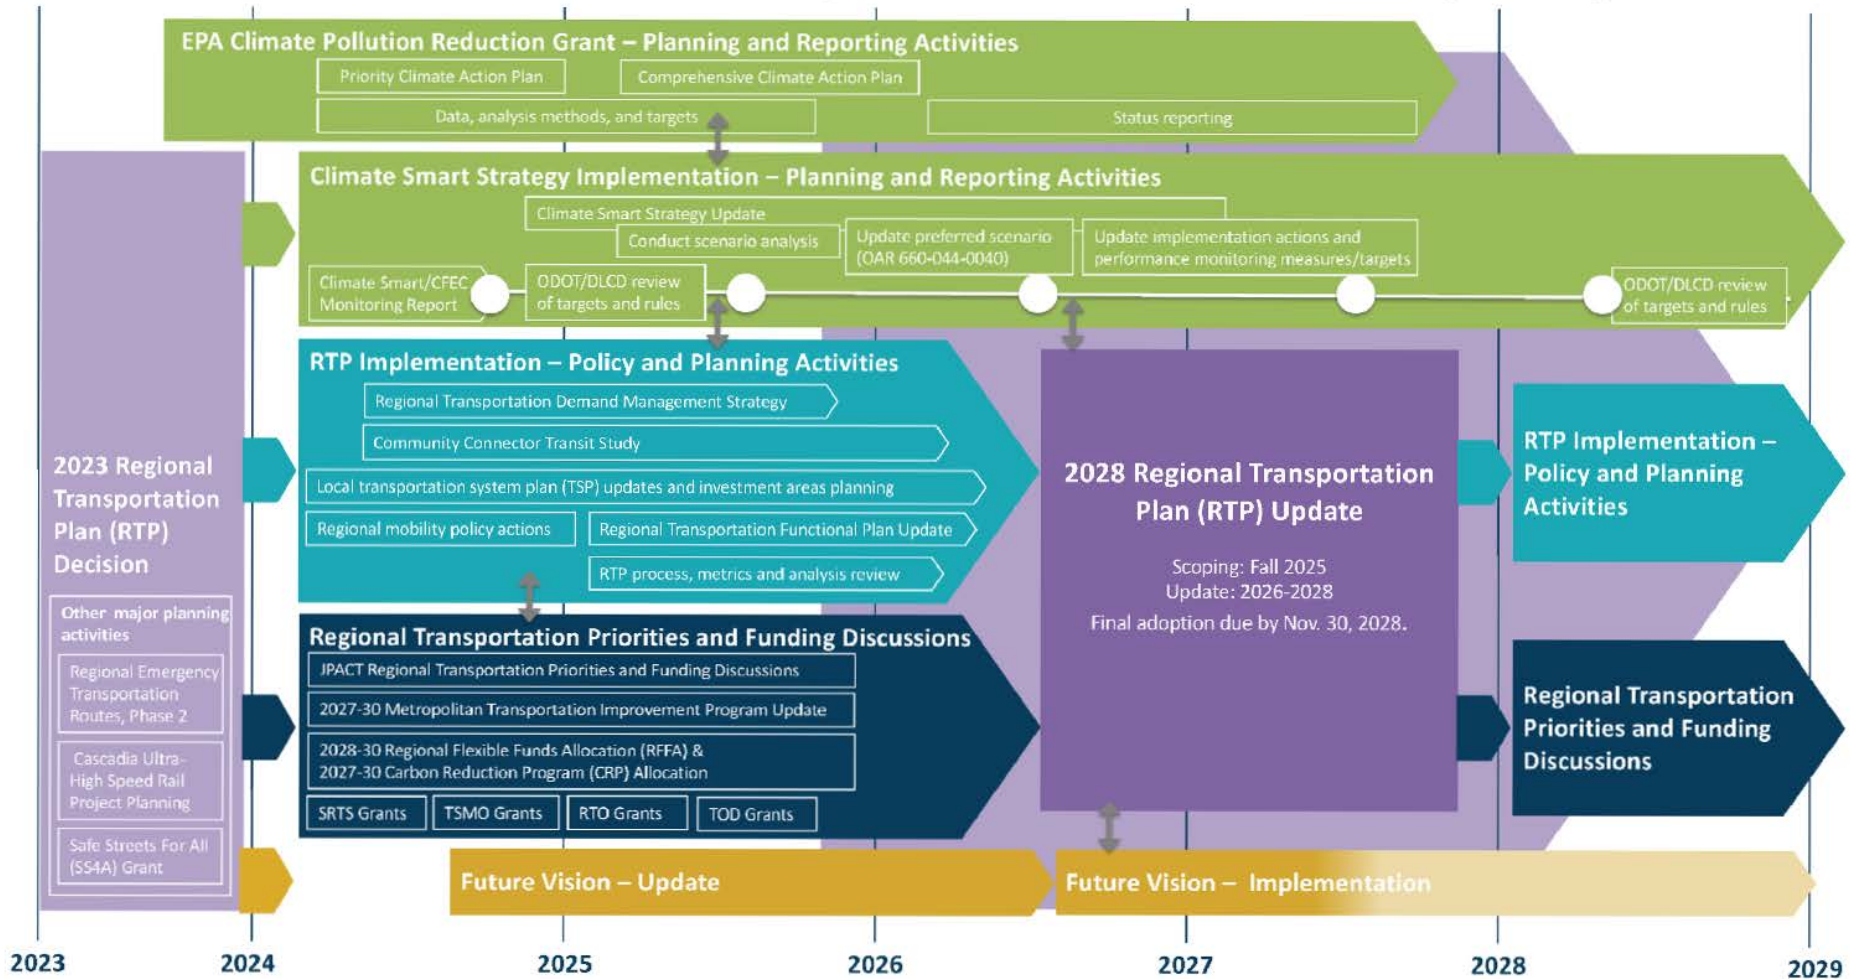 EPA Climate Pollution Reduction Grant – Planning and Reporting Activities
Priority Climate Action Plan
Comprehensive Climate Action Plan
Data, analysis methods, and targets
Status reporting
Climate Smart Strategy Implementation – Planning and Reporting Activities
Climate Smart Strategy Update
Conduct scenario analysis
Update preferred scenario
(OAR 660-044-0040)
Update implementation actions and
performance monitoring measures/targets
Climate Smart/CFEC
Monitoring Report
ODOT/DLCD review
of targets and rules
ODOT/DLCD review
of targets and rules
2023 Regional
Transportation
Plan (RTP)
Decision
Other major planning
activities
Regional Emergency
Transportation
Routes, Phase 2
Cascadia Ultra-
High Speed Rail
Project Planning
Safe Streets For All
(SS4A) Grant
RTP Implementation – Policy and Planning Activities
Regional Transportation Demand Management Strategy
Community Connector Transit Study
Local transportation system plan (TSP) updates and investment areas planning
Regional mobility policy actions
Regional Transportation Functional Plan Update
RTP process, metrics and analysis review
Regional Transportation Priorities and Funding Discussions
JPACT Regional Transportation Priorities and Funding Discussions
2027-30 Metropolitan Transportation Improvement Program Update
2028-30 Regional Flexible Funds Allocation (RFFA) &
2027-30 Carbon Reduction Program (CRP) Allocation
SRTS Grants
TSMO Grants
RTO Grants
TOD Grants
2028 Regional Transportation
Plan (RTP) Update
Scoping: Fall 2025
Update: 2026-2028
Final adoption due by Nov. 30, 2028.
RTP Implementation –
Policy and Planning
Activities
Regional Transportation
Priorities and Funding
Discussions
Future Vision – Update
Future Vision – Implementation
2023
2024
2025
2026
2027
2028
2029